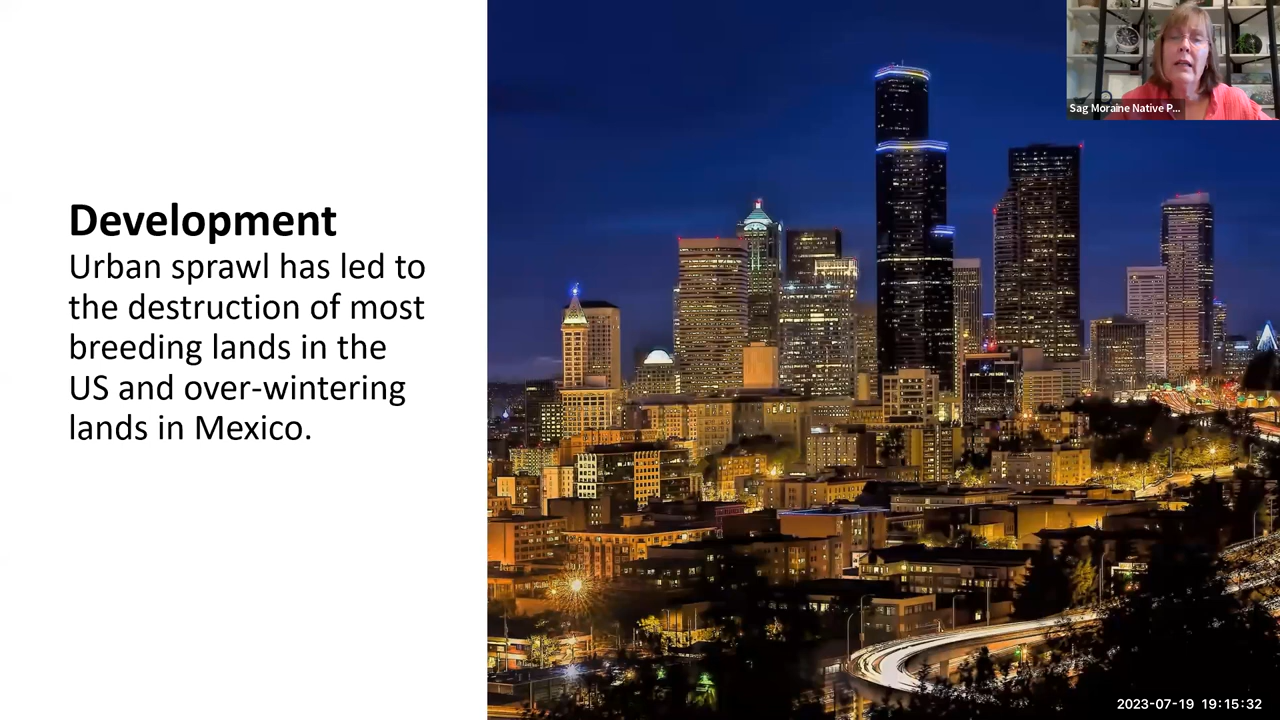 Sag Moraine Native P...
Development
Urban sprawl has led to
the destruction of most
breeding lands in the
US and over-wintering
lands in Mexico.
2023-07-19 19:15:32